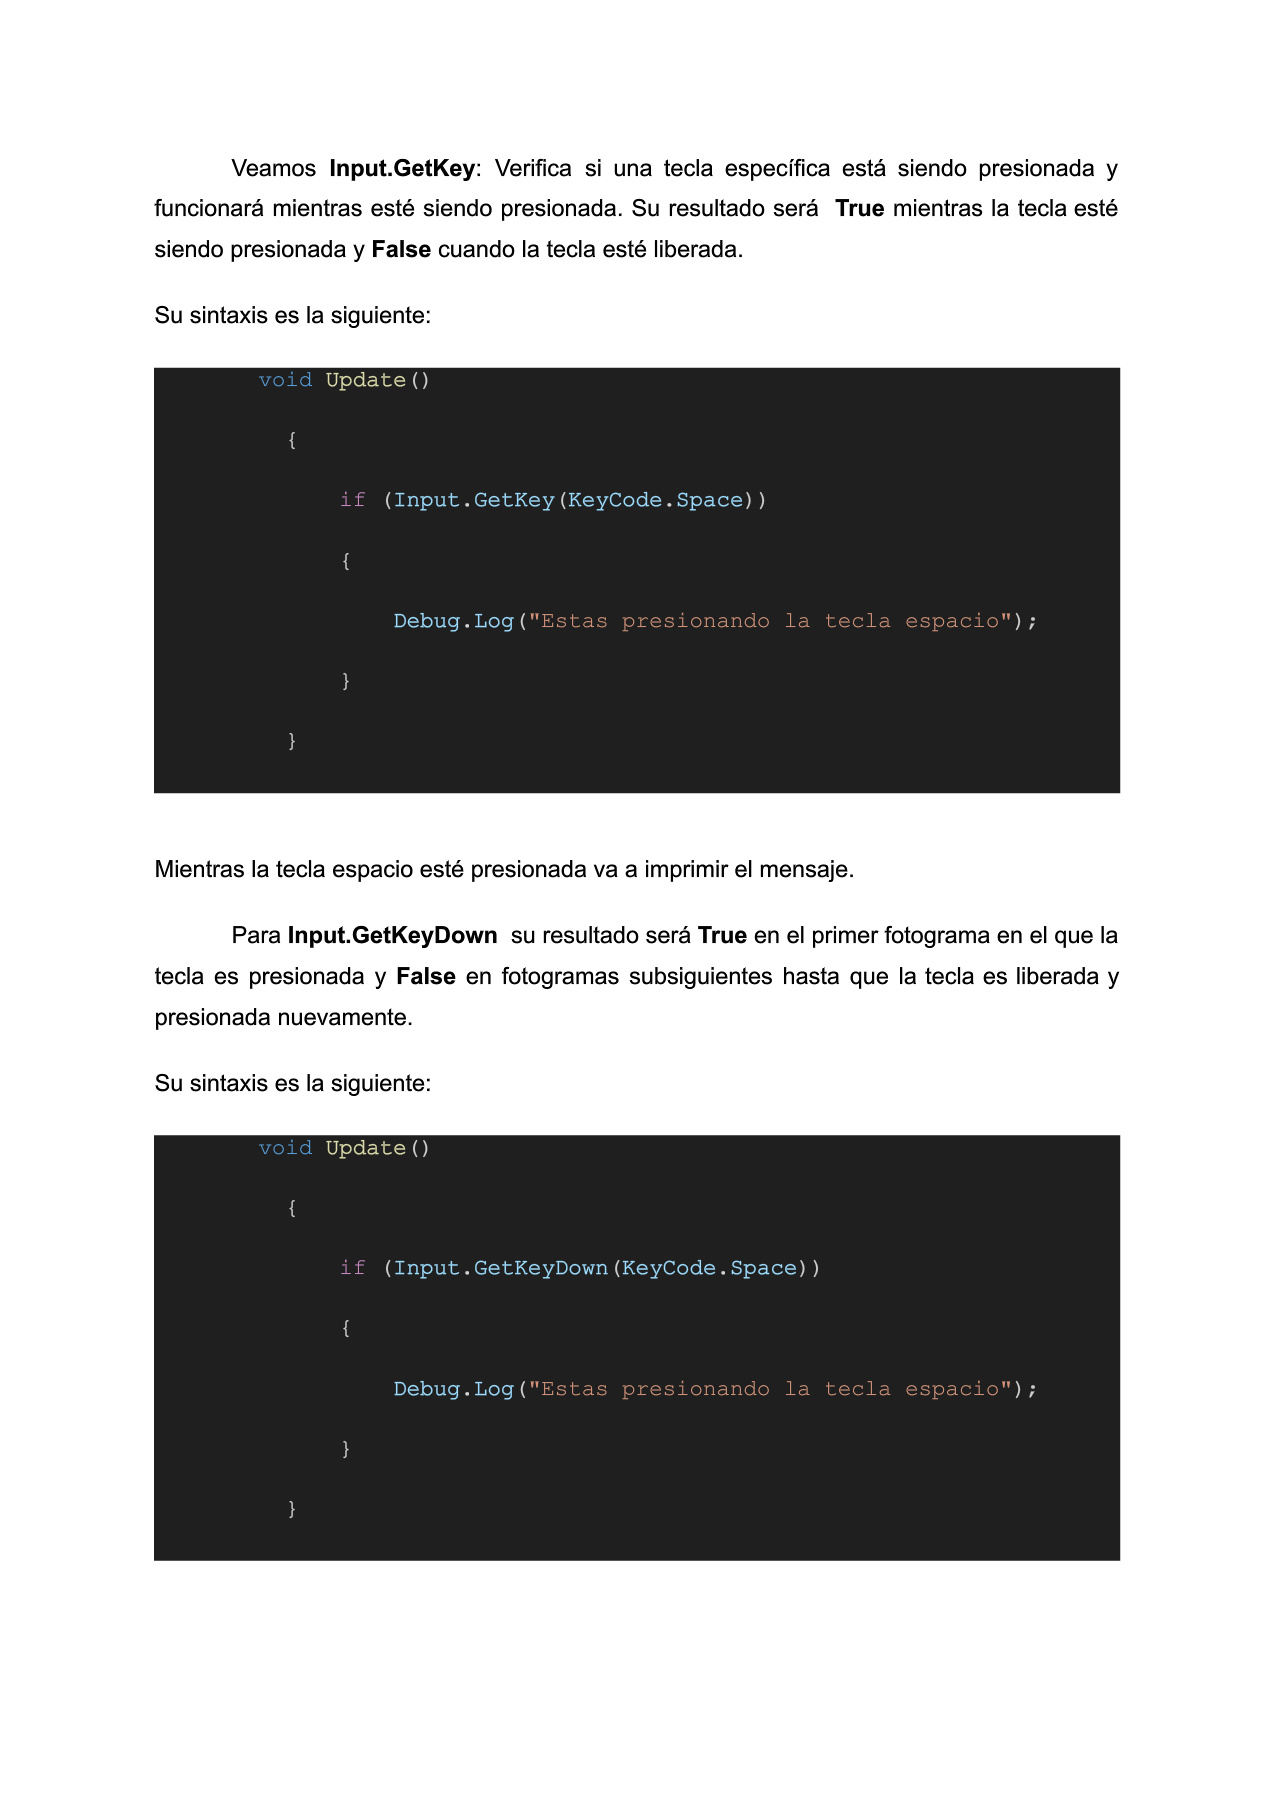 Veamos Input.GetKey: Verifica si una tecla específica está siendo presionada y
funcionará mientras esté siendo presionada. Su resultado será True mientras la tecla esté
siendo presionada y False cuando la tecla esté liberada.
Su sintaxis es la siguiente:
void Update()
{
if (Input.GetKey(KeyCode.Space))
{
Debug.Log("Estas presionando la tecla espacio");
}
}
Mientras la tecla espacio esté presionada va a imprimir el mensaje.
Para Input.GetKeyDown su resultado será True en el primer fotograma en el que la
tecla es presionada y False en fotogramas subsiguientes hasta que la tecla es liberada y
presionada nuevamente.
Su sintaxis es la siguiente:
void Update()
{
if (Input.GetKeyDown(KeyCode.Space))
{
Debug.Log("Estas presionando la tecla espacio");
}
}